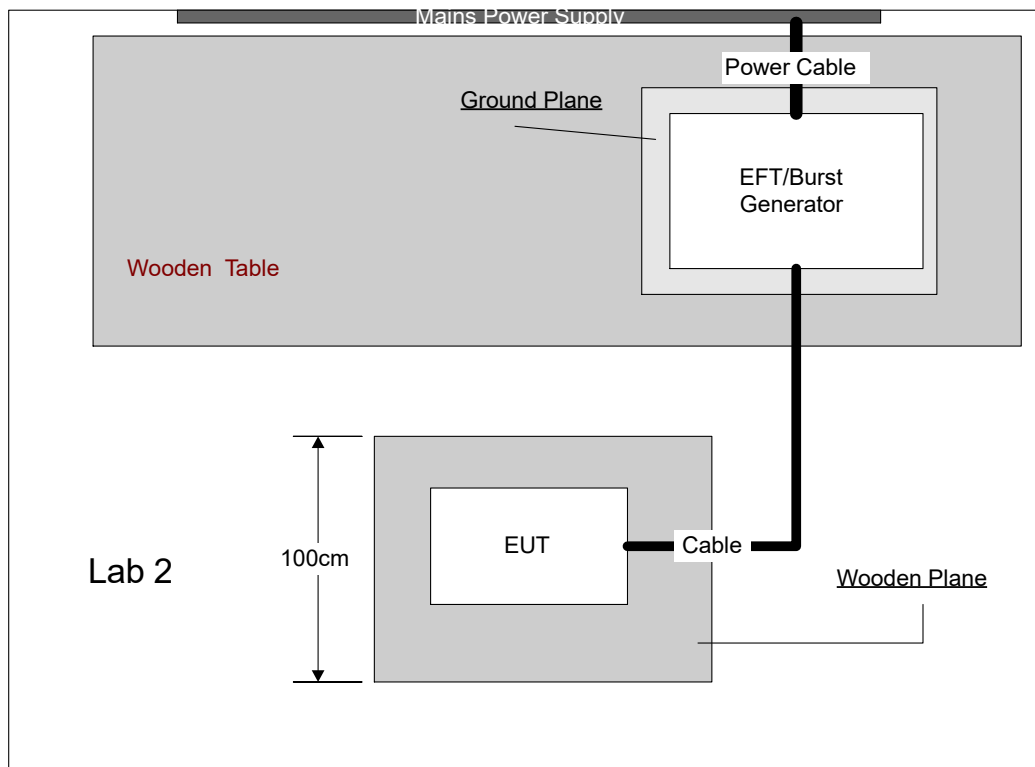 Mains Power Supply
Power Cable
Ground Plane
EFT/Burst
Generator
Wooden Table
EUT
Cable
100cm
Lab 2
Wooden Plane